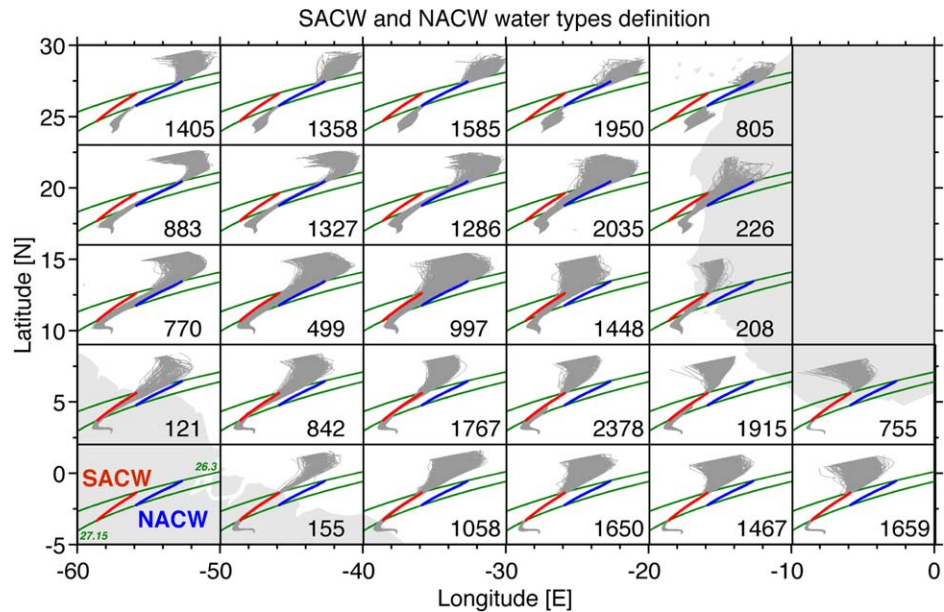 SACW and NACW water types definition
30
25
20
15
10
5
0
-5
Latitude [N]
1405 1358 1585 1950 805
883 1327 1286 2035 226
770 499 997 1448 208
121 842 1767 2378 1915 755
SACW 26.3
NACW
27.15 155 1058 1650 1467 1659
-60 -50 -40 -30 -20 -10 0
Longitude [E]